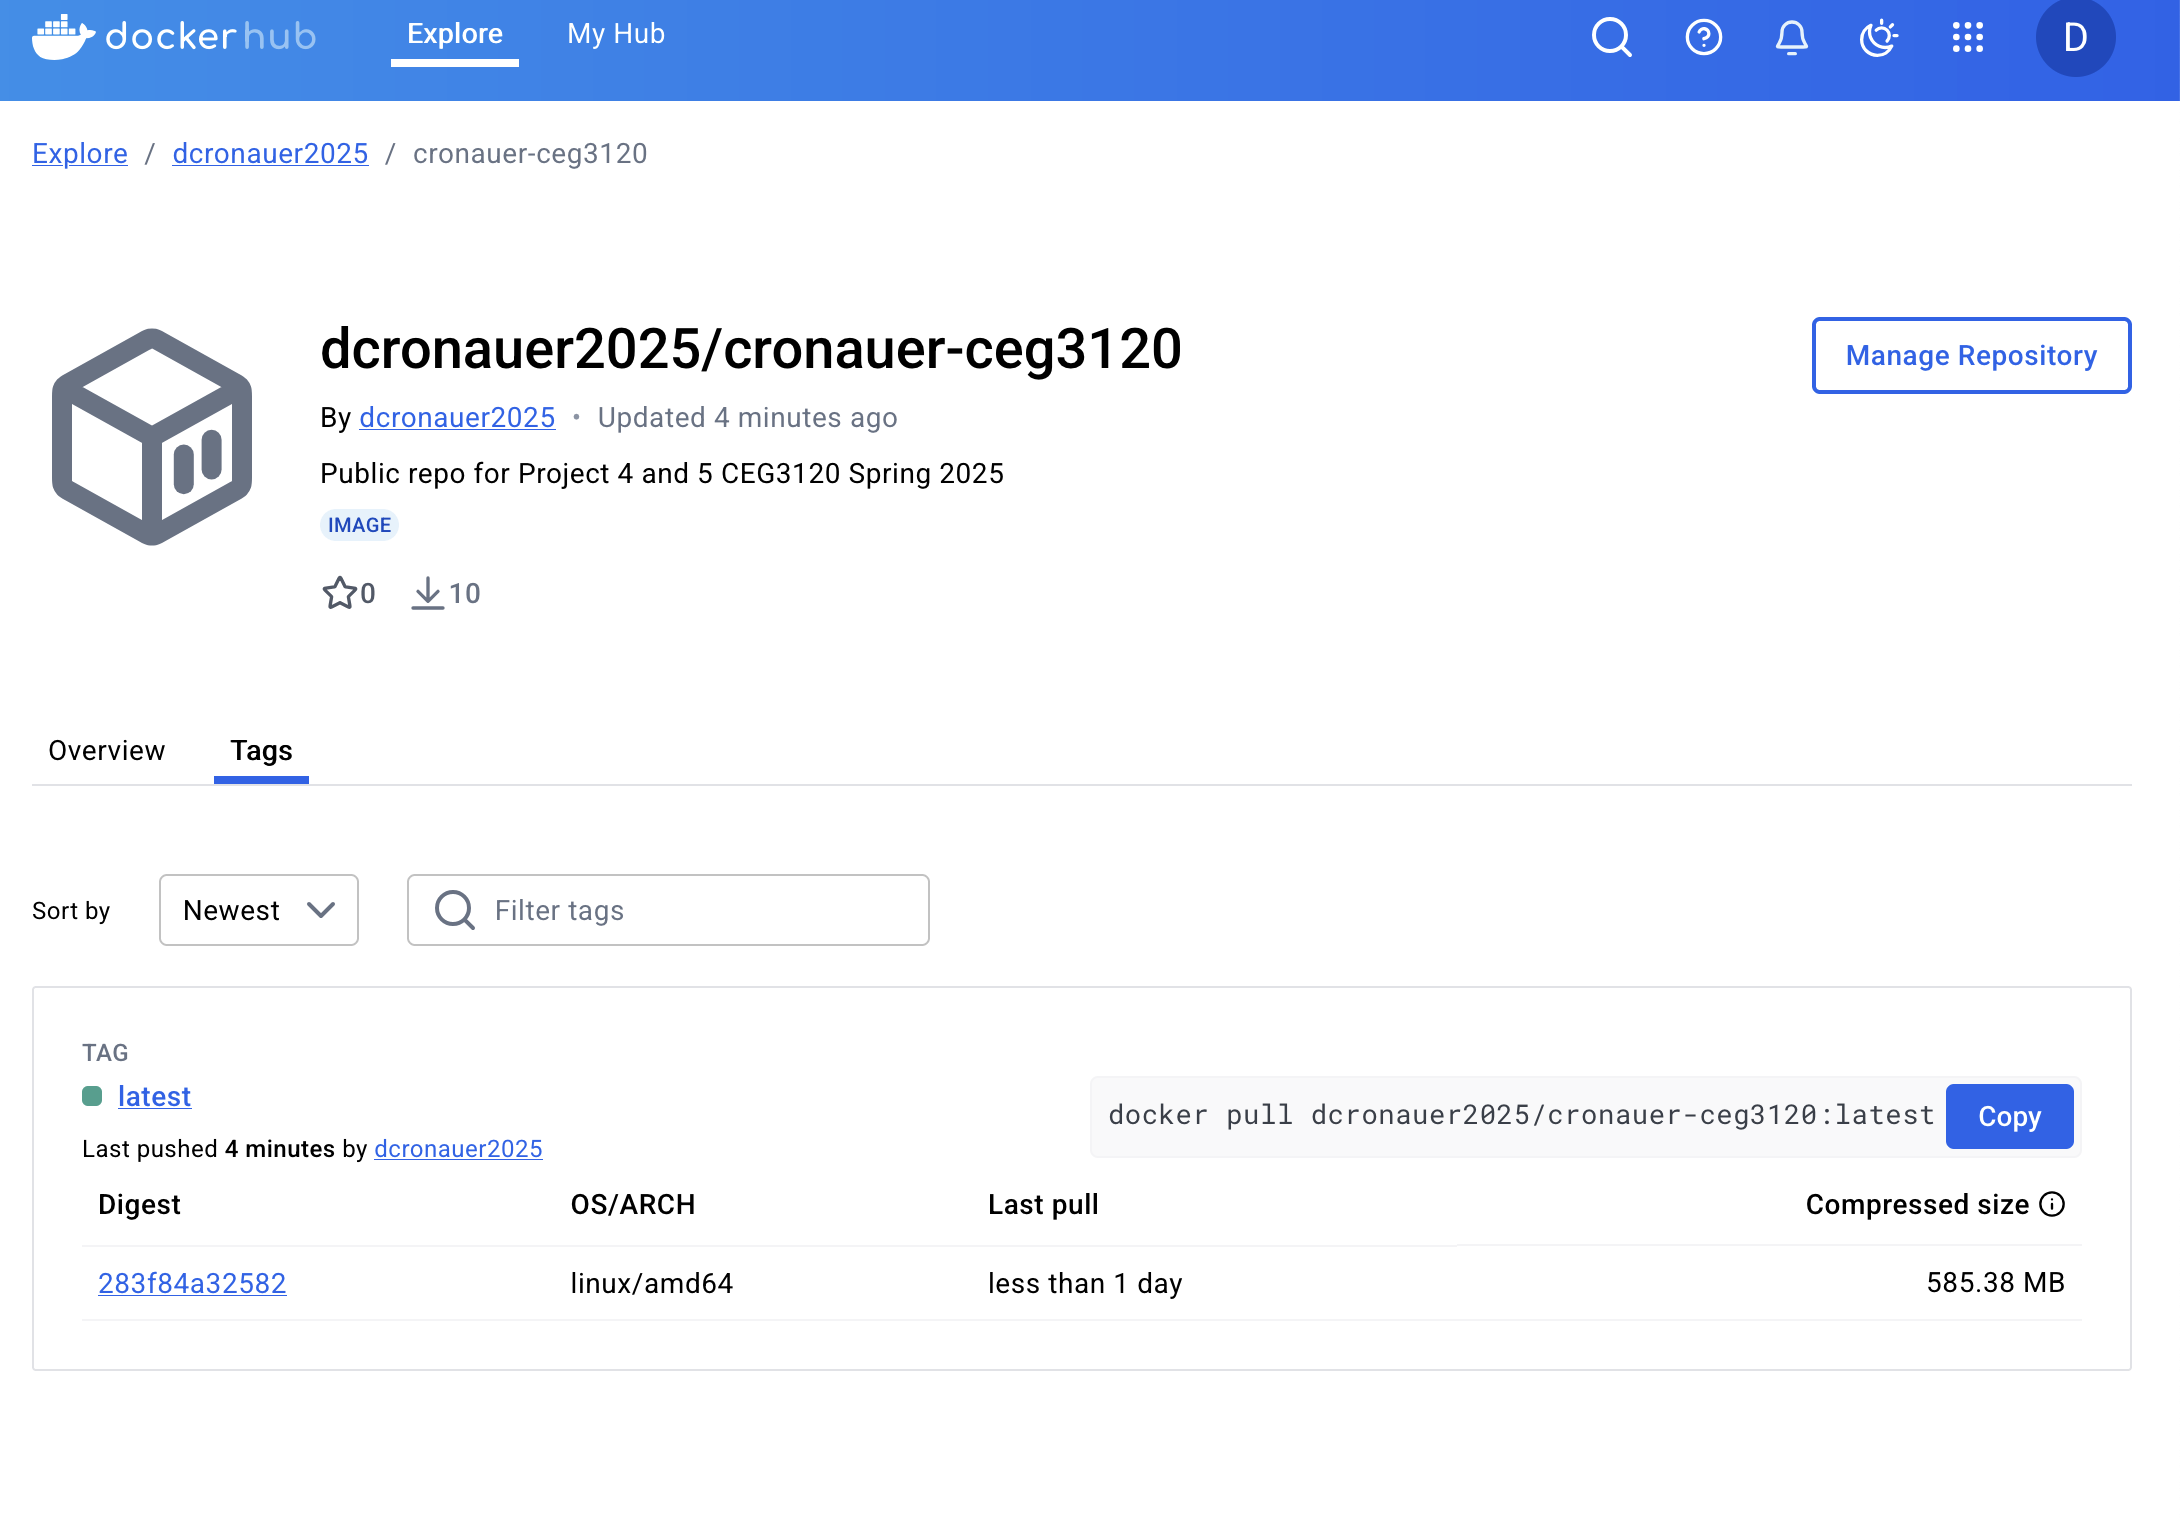 dockerhub
Explore
My Hub
D
Explore / dcronauer2025 / cronauer-ceg3120
dcronauer2025/cronauer-ceg3120
Manage Repository
By dcronauer2025 • Updated 4 minutes ago
Public repo for Project 4 and 5 CEG3120 Spring 2025
IMAGE
0
10
Overview
Tags
Sort by
Newest
Filter tags
TAG
latest
docker pull dcronauer2025/cronauer-ceg3120:latest
Copy
Last pushed 4 minutes by dcronauer2025
Digest
OS/ARCH
Last pull
Compressed size
283f84a32582
linux/amd64
less than 1 day
585.38 MB